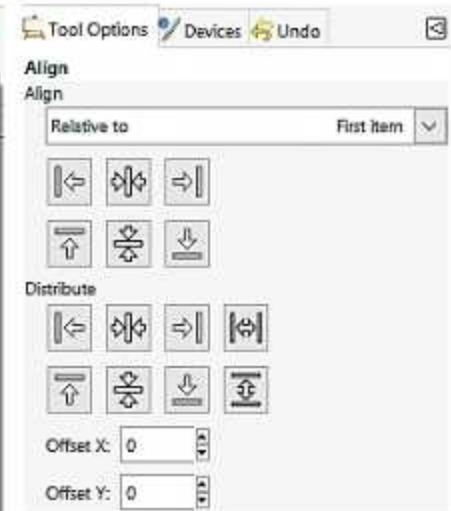 Tool Options Devices Undo
Align
Align
Relative to First item
Distribute
Offset X: 0
Offset Y: 0